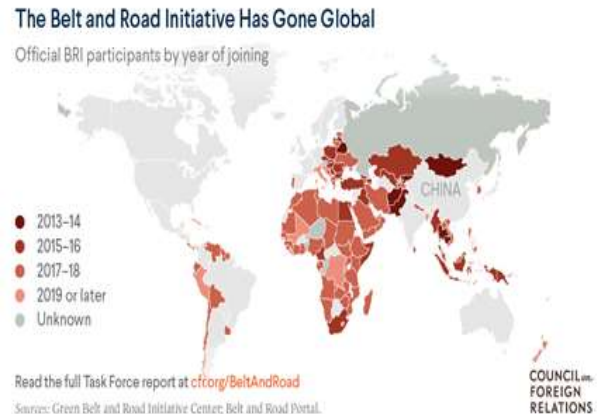 The Belt and Road Initiative Has Gone Global
Official BRI participants by year of joining
CHINA
2013–14
2015–16
2017–18
2019 or later
Unknown
Read the full Task Force report at cfr.org/BeltAndRoad
Sources: Green Belt and Road Initiative Center; Belt and Road Portal.
COUNCIL on
FOREIGN
RELATIONS